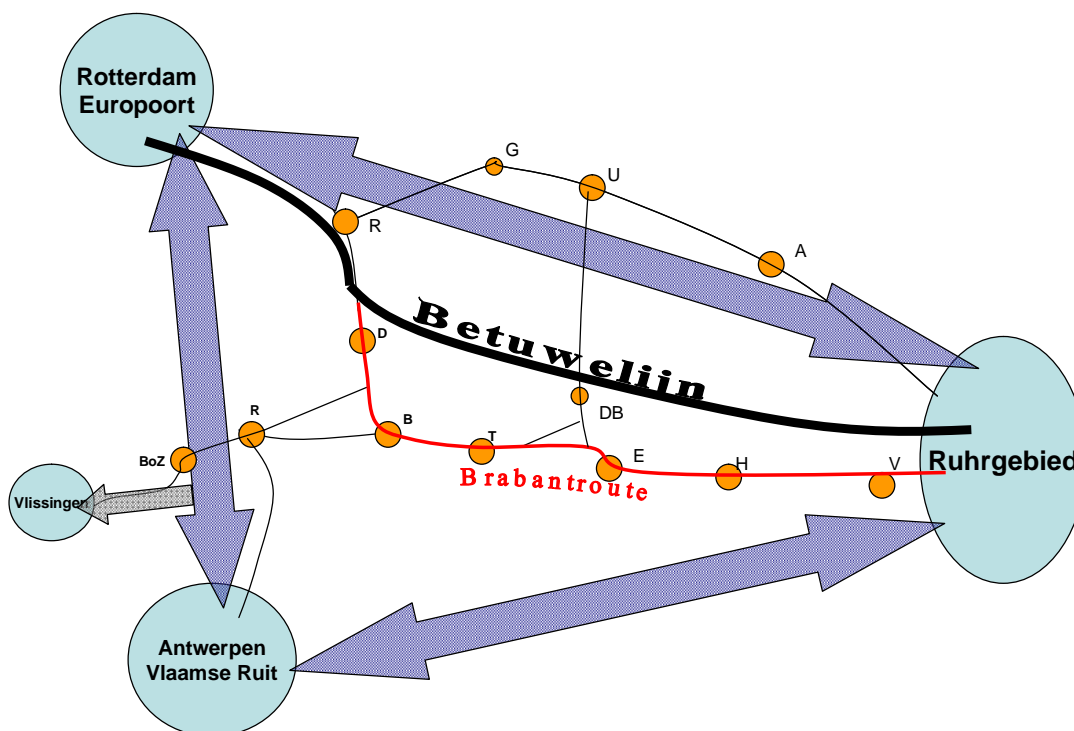 Rotterdam
Europoort
G
U
R
A
Betuwelijn
D
R
B
DB
T
E
BoZ
H
V
Ruhrgebied
Brabantroute
Vlissingen
Antwerpen
Vlaamse Ruit